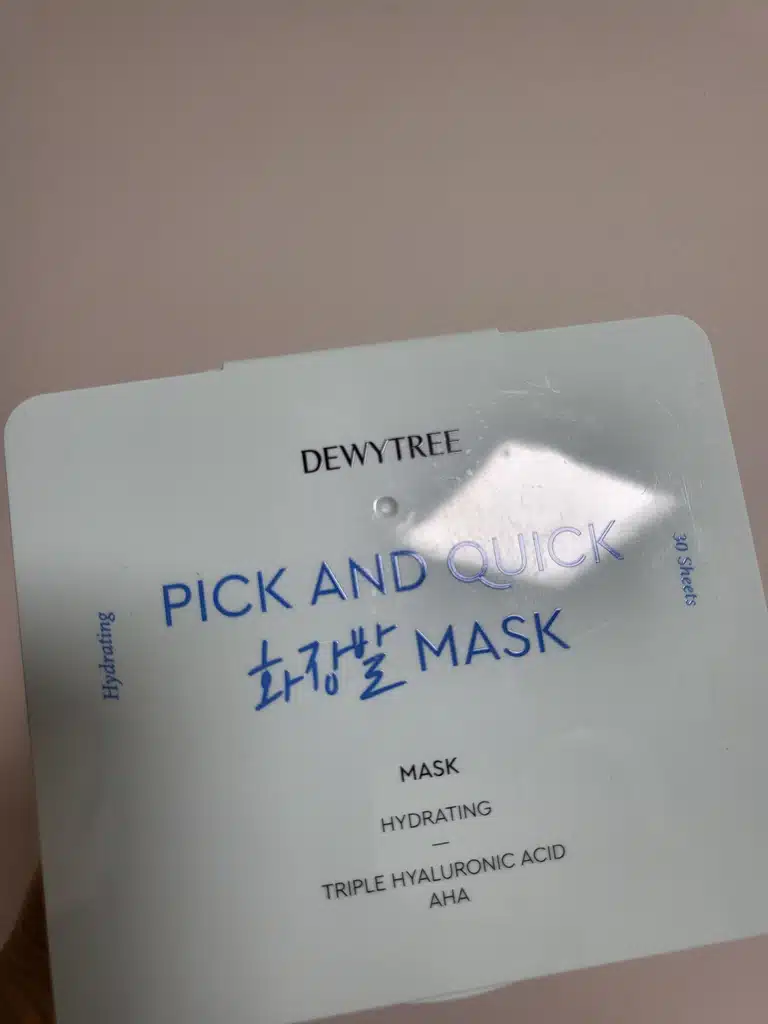 DEWYTREE
PICK AND QUICK
화장발 MASK
Hydrating
30 Sheets
MASK
HYDRATING
—
TRIPLE HYALURONIC ACID
AHA